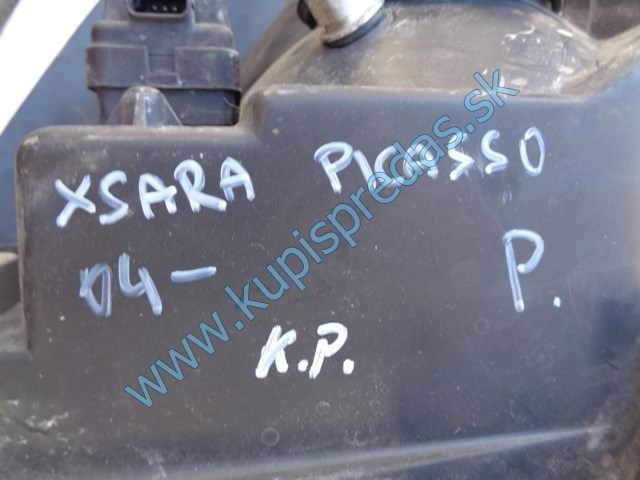 XSARA PICASSO
04- P.
K.P.
www.kupispredas.sk